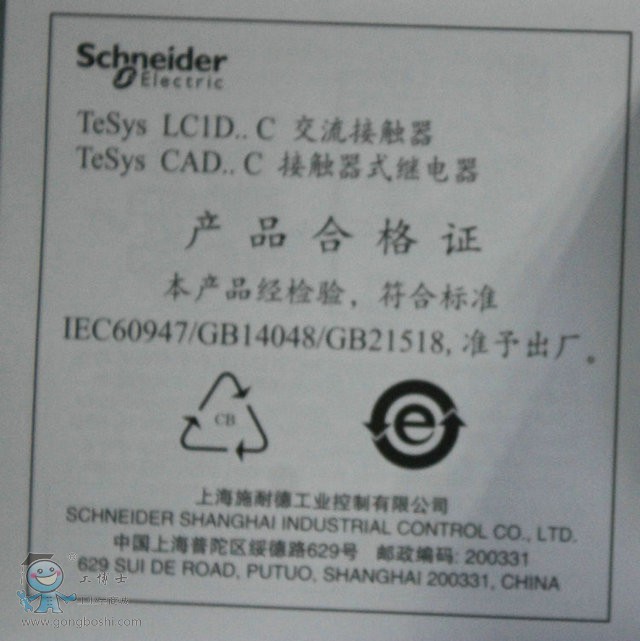 Schneider
Electric
TeSys LC1D.. C 交流接触器
TeSys CAD.. C 接触器式继电器
产品合格证
本产品经检验，符合标准
IEC60947/GB14048/GB21518, 准予出厂。
CB
e
上海施耐德工业控制有限公司
SCHNEIDER SHANGHAI INDUSTRIAL CONTROL CO., LTD.
中国上海普陀区绥德路629号 邮政编码: 200331
629 SUI DE ROAD, PUTUO, SHANGHAI 200331, CHINA
工博士
www.gongboshi.com